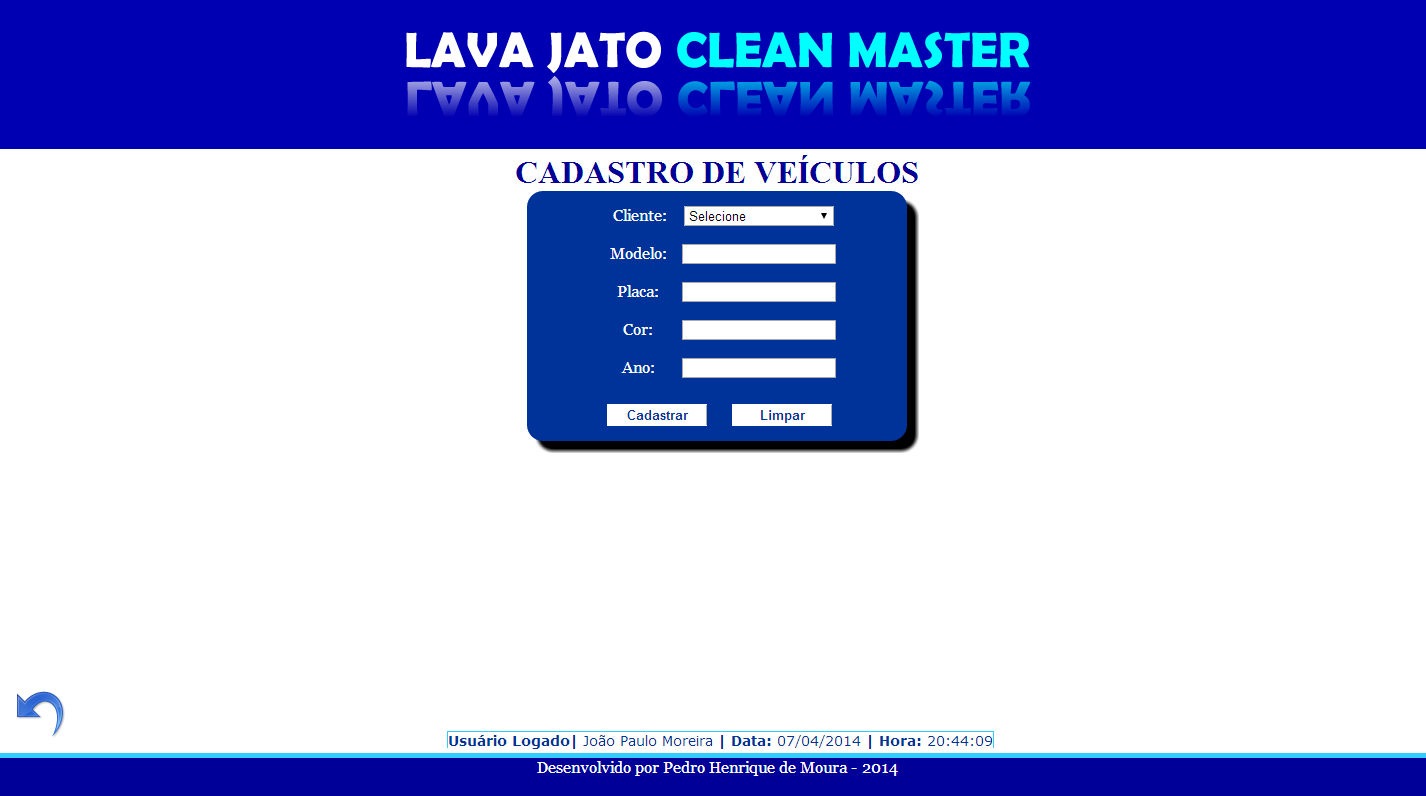 LAVA JATO CLEAN MASTER
CADASTRO DE VEÍCULOS
Cliente: Selecione
Modelo:
Placa:
Cor:
Ano:
Cadastrar Limpar
Usuário Logado| João Paulo Moreira | Data: 07/04/2014 | Hora: 20:44:09
Desenvolvido por Pedro Henrique de Moura - 2014